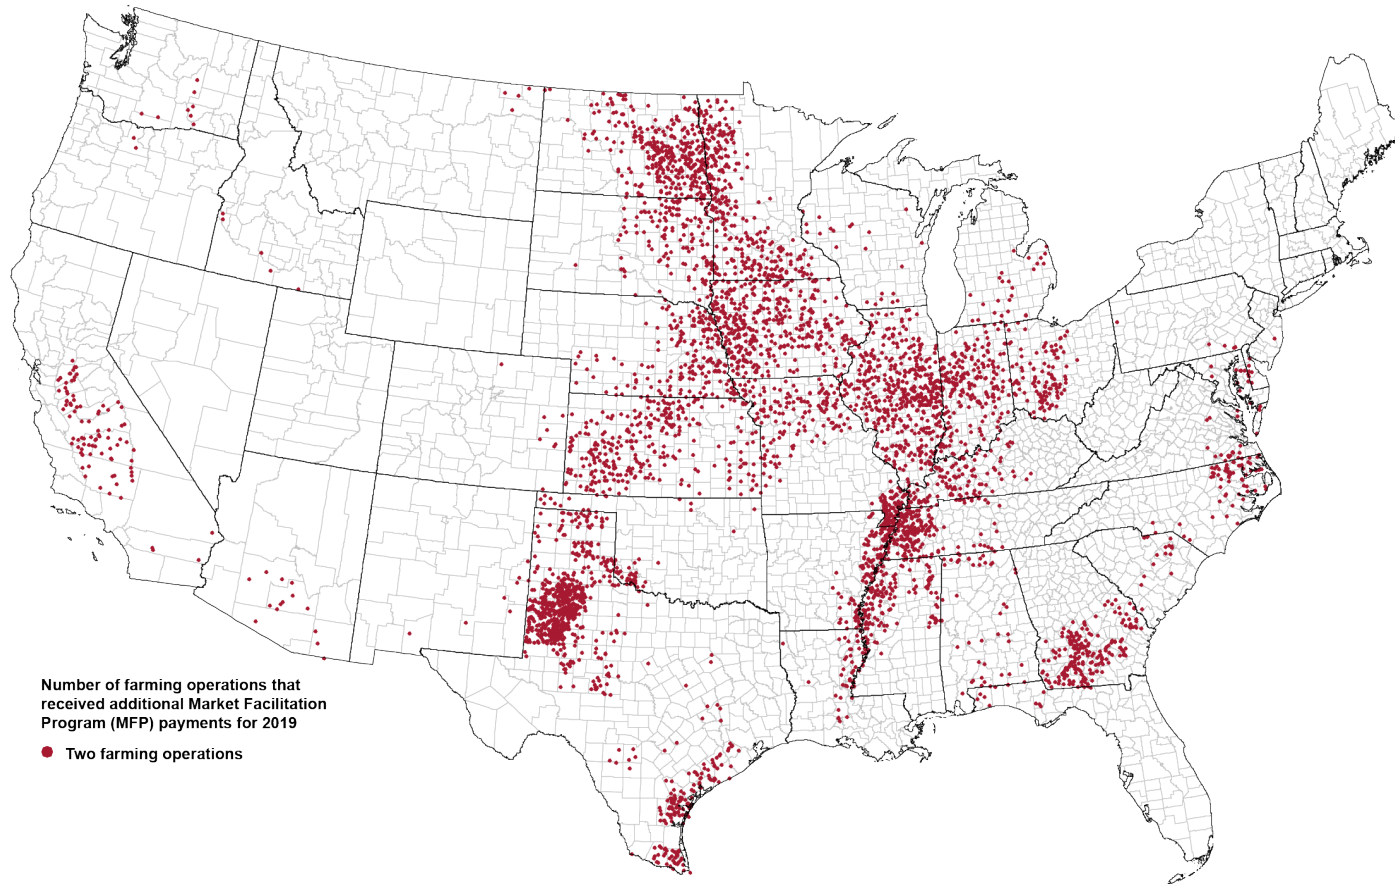 Number of farming operations that
received additional Market Facilitation
Program (MFP) payments for 2019
Two farming operations